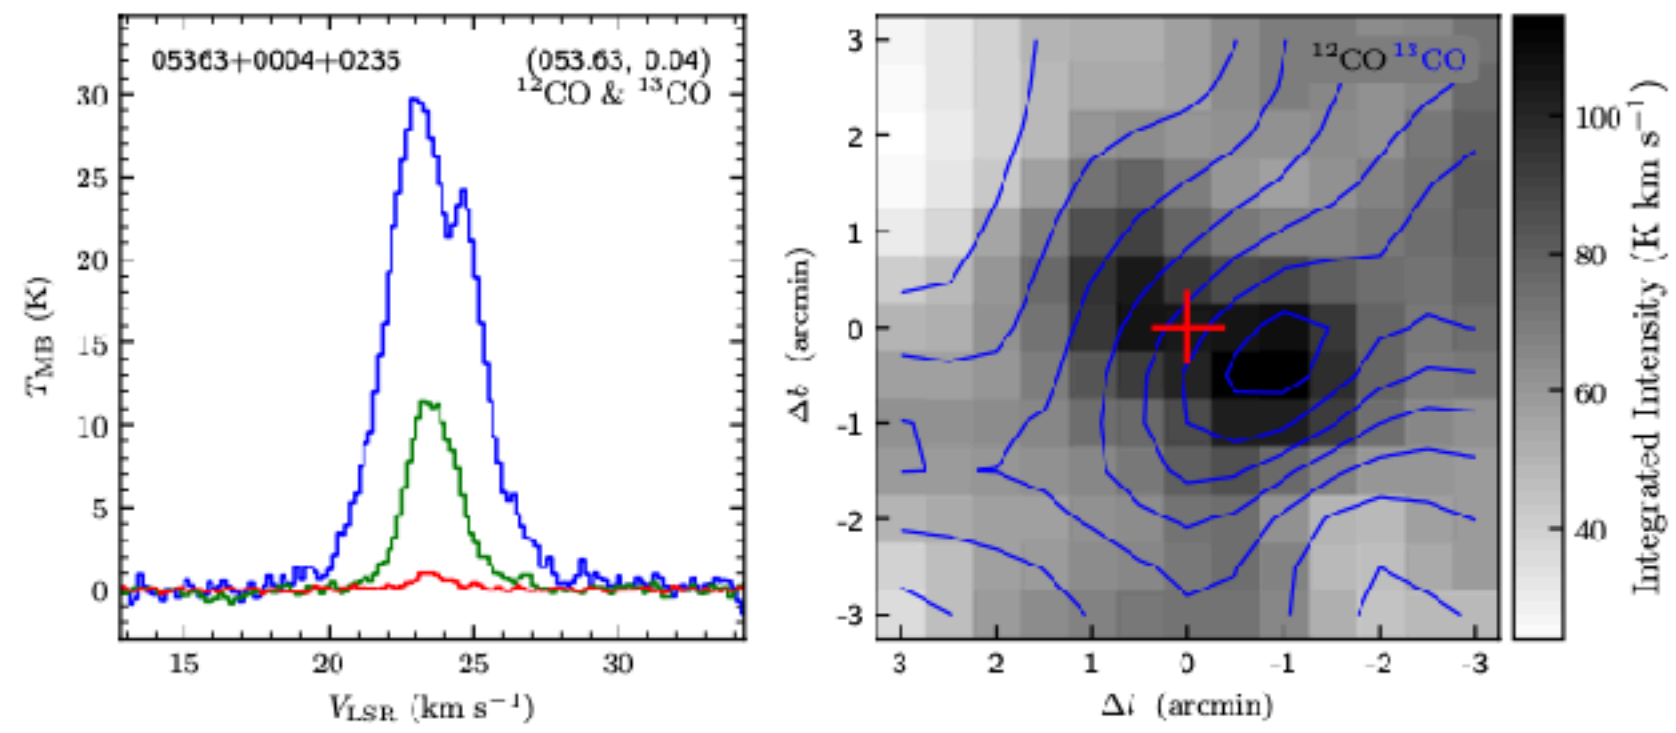 05363+0004+0235 (053.63, 0.04)
¹²CO & ¹³CO
30
25
20
15
10
5
0
T_MB (K)
15 20 25 30
V_LSR (km s⁻¹)
¹²CO ¹³CO
3
2
1
0
-1
-2
-3
Δb (arcmin)
3 2 1 0 -1 -2 -3
Δl (arcmin)
100
80
60
40
Integrated Intensity (K km s⁻¹)